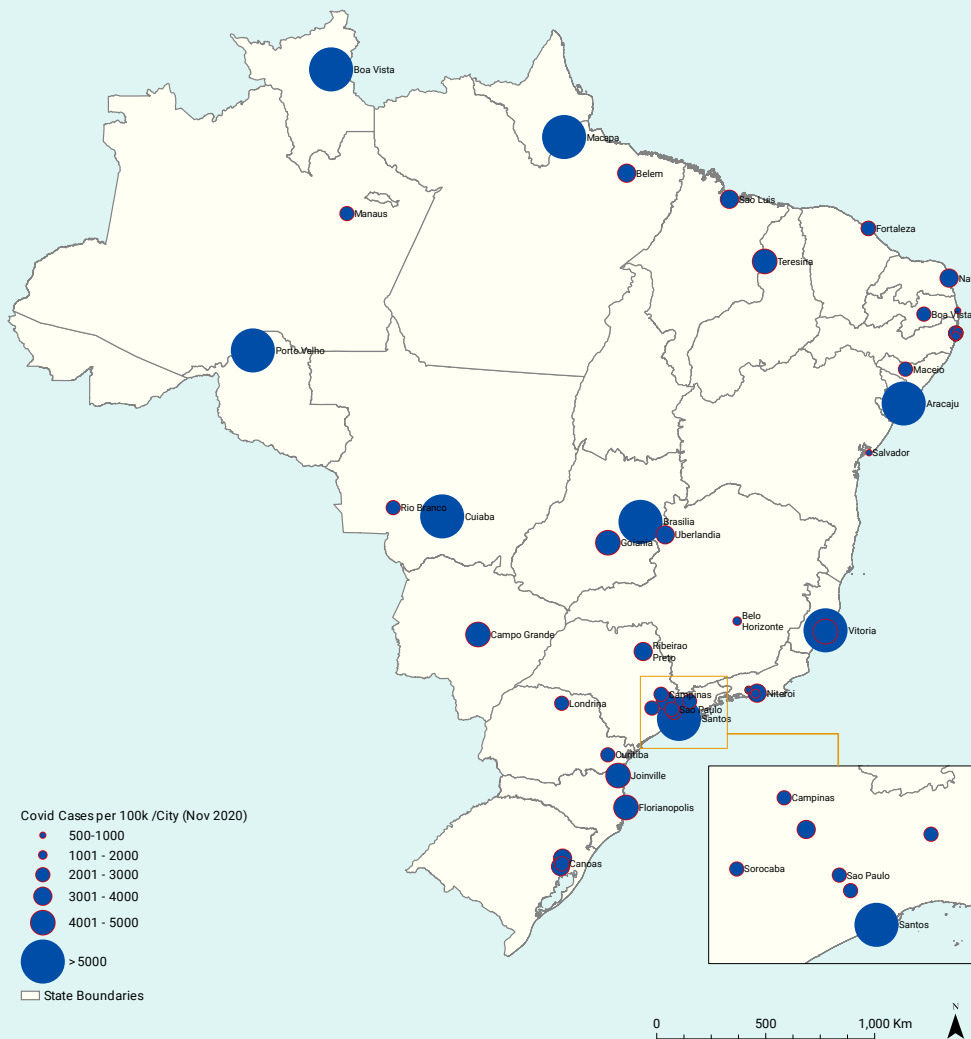 Boa Vista
Macapa
Belem
Sao Luis
Manaus
Fortaleza
Teresina
Na
Boa Vista
Porto Velho
Maceio
Aracaju
Salvador
Rio Branco
Cuiaba
Brasilia
Uberlandia
Goiania
Belo
Horizonte
Vitoria
Campo Grande
Ribeirao
Preto
Campinas
Niteroi
Londrina
Sao Paulo
Santos
Curitiba
Joinville
Florianopolis
Canoas
Campinas
Sorocaba
Sao Paulo
Santos
Covid Cases per 100k /City (Nov 2020)
500-1000
1001 - 2000
2001 - 3000
3001 - 4000
4001 - 5000
> 5000
State Boundaries
N
0 500 1,000 Km